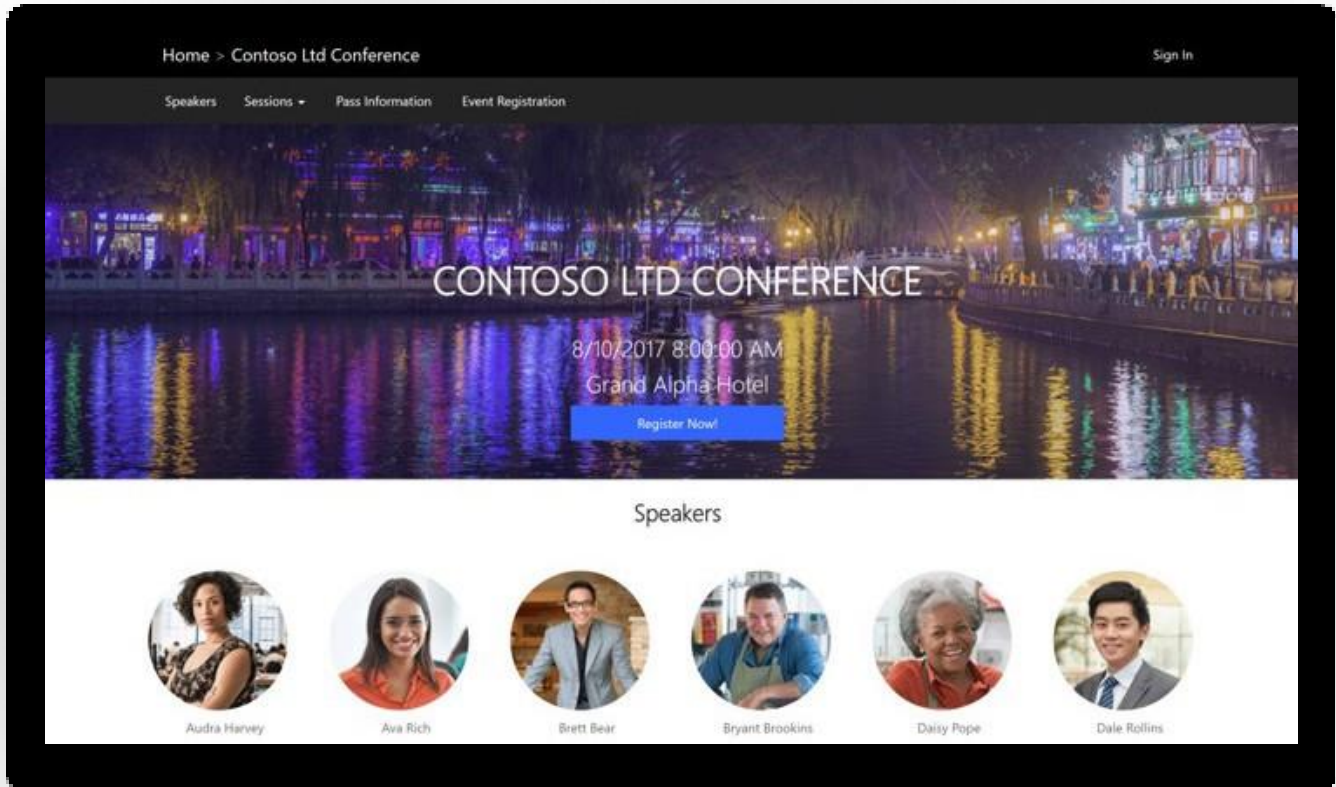 Home > Contoso Ltd Conference
Sign In
Speakers
Sessions
Pass Information
Event Registration
CONTOSO LTD CONFERENCE
8/10/2017 8:00:00 AM
Grand Alpha Hotel
Register Now!
Speakers
Audra Harvey
Ava Rich
Brett Bear
Bryant Brookins
Daisy Pope
Dale Rollins